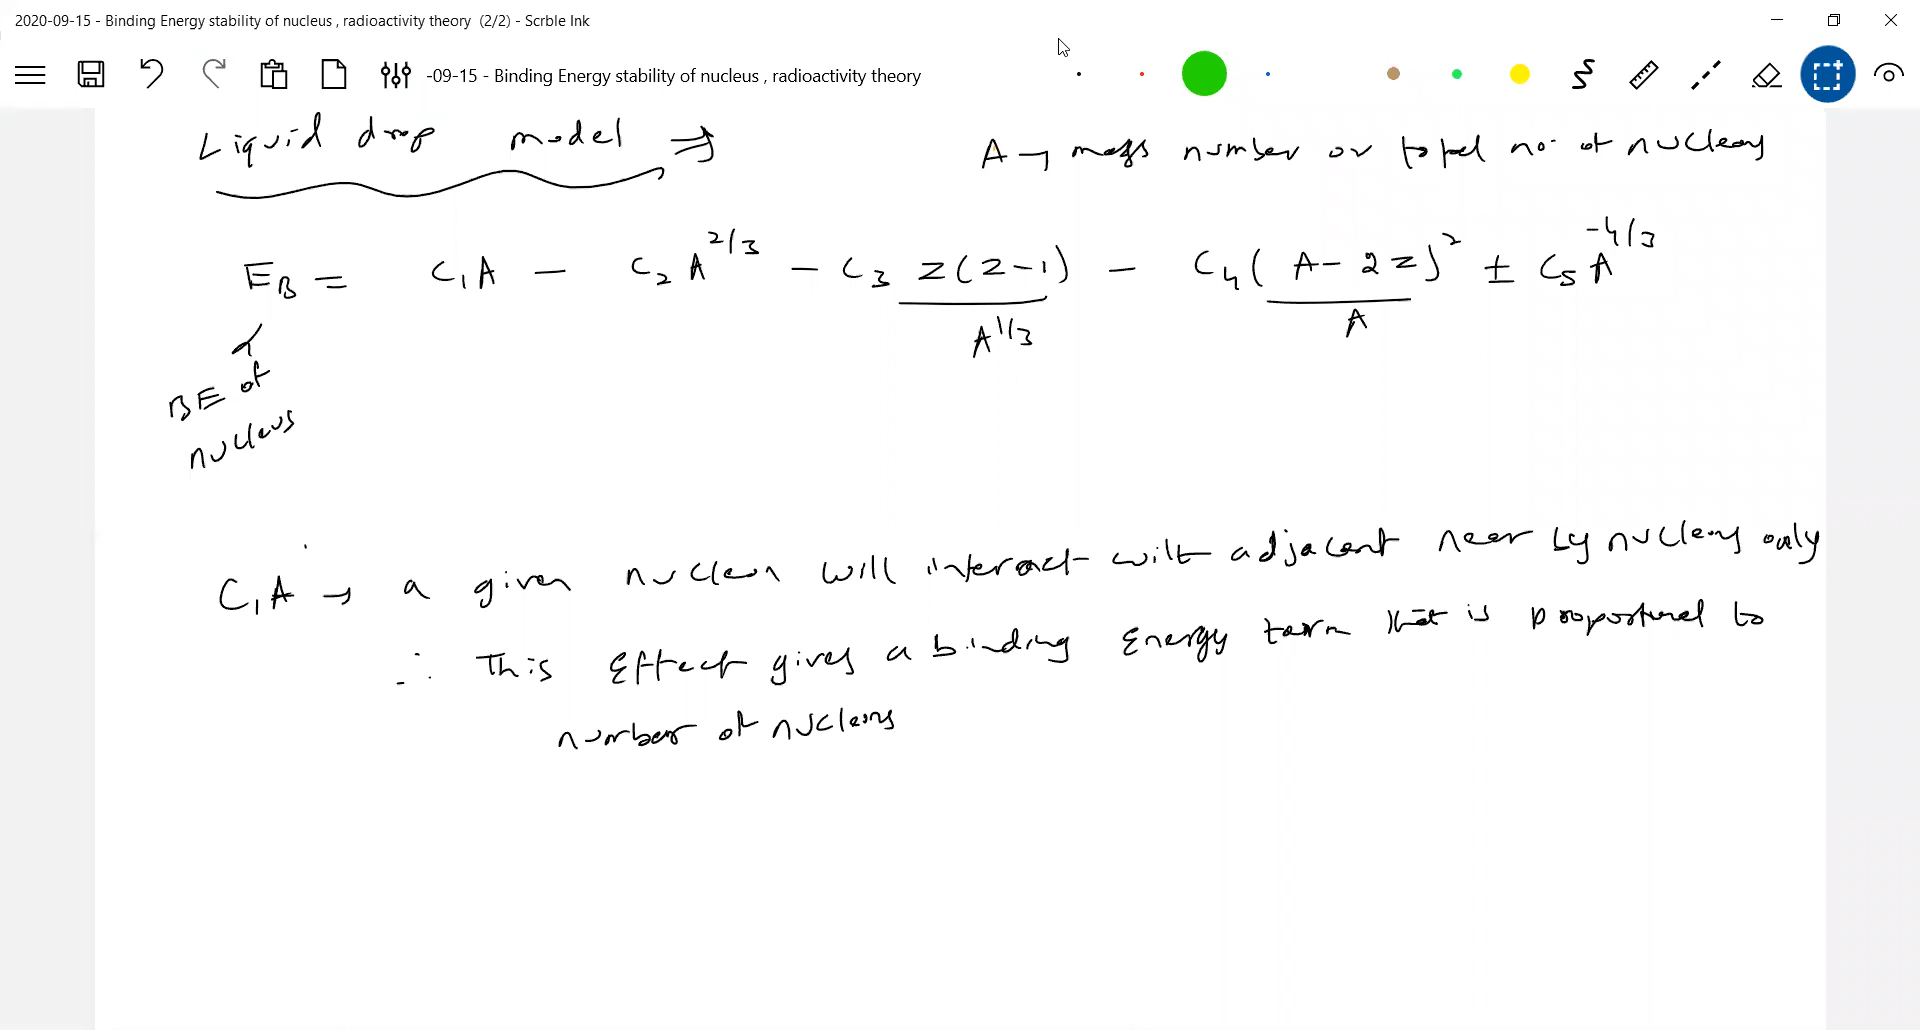 2020-09-15 - Binding Energy stability of nucleus , radioactivity theory (2/2) - Scrble Ink
-09-15 - Binding Energy stability of nucleus , radioactivity theory
Liquid drop model ⇒
A → mass number or total no. of nucleons
E_B = C₁A - C₂A^2/3 - C₃ Z(Z-1)/A^1/3 - C₄(A-2Z)²/A ± C₅A^-4/3
BE of
nucleus
C₁A → a given nucleon will interact with adjacent near by nucleons only
∴ This Effect gives a binding Energy term that is proportional to
number of nucleons